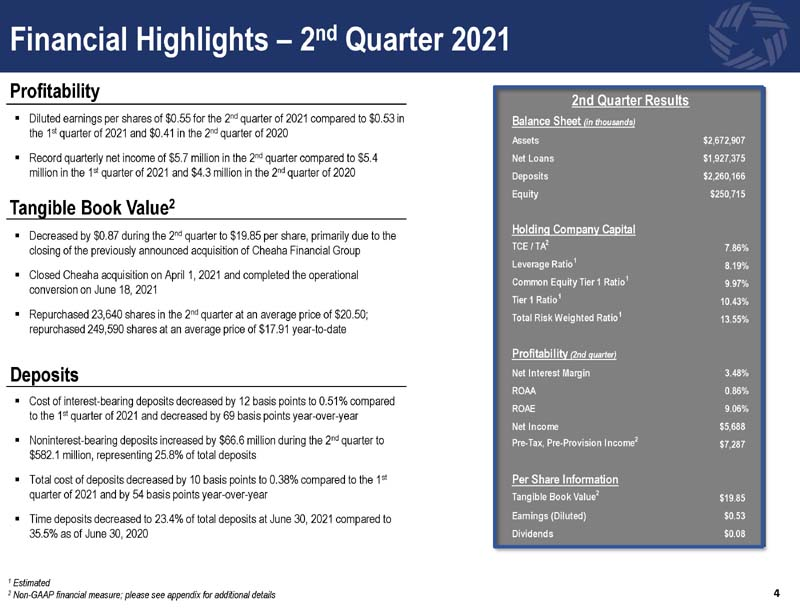 Financial Highlights – 2nd Quarter 2021
Profitability
▪ Diluted earnings per shares of $0.55 for the 2nd quarter of 2021 compared to $0.53 in
the 1st quarter of 2021 and $0.41 in the 2nd quarter of 2020
▪ Record quarterly net income of $5.7 million in the 2nd quarter compared to $5.4
million in the 1st quarter of 2021 and $4.3 million in the 2nd quarter of 2020
Tangible Book Value2
▪ Decreased by $0.87 during the 2nd quarter to $19.85 per share, primarily due to the
closing of the previously announced acquisition of Cheaha Financial Group
▪ Closed Cheaha acquisition on April 1, 2021 and completed the operational
conversion on June 18, 2021
▪ Repurchased 23,640 shares in the 2nd quarter at an average price of $20.50;
repurchased 249,590 shares at an average price of $17.91 year-to-date
Deposits
▪ Cost of interest-bearing deposits decreased by 12 basis points to 0.51% compared
to the 1st quarter of 2021 and decreased by 69 basis points year-over-year
▪ Noninterest-bearing deposits increased by $66.6 million during the 2nd quarter to
$582.1 million, representing 25.8% of total deposits
▪ Total cost of deposits decreased by 10 basis points to 0.38% compared to the 1st
quarter of 2021 and by 54 basis points year-over-year
▪ Time deposits decreased to 23.4% of total deposits at June 30, 2021 compared to
35.5% as of June 30, 2020
2nd Quarter Results
Balance Sheet (in thousands)
Assets $2,672,907
Net Loans $1,927,375
Deposits $2,260,166
Equity $250,715
Holding Company Capital
TCE / TA2 7.86%
Leverage Ratio1 8.19%
Common Equity Tier 1 Ratio1 9.97%
Tier 1 Ratio1 10.43%
Total Risk Weighted Ratio1 13.55%
Profitability (2nd quarter)
Net Interest Margin 3.48%
ROAA 0.86%
ROAE 9.06%
Net Income $5,688
Pre-Tax, Pre-Provision Income2 $7,287
Per Share Information
Tangible Book Value2 $19.85
Earnings (Diluted) $0.53
Dividends $0.08
1 Estimated
2 Non-GAAP financial measure; please see appendix for additional details
4